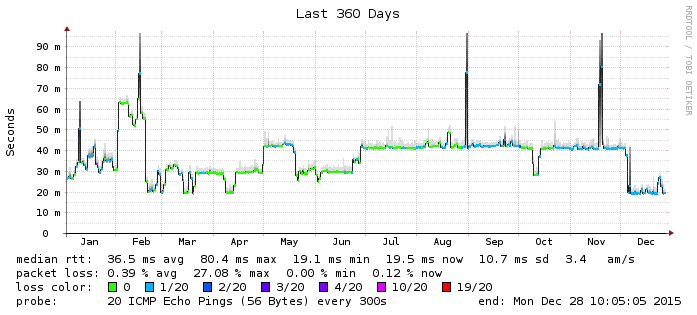 Last 360 Days
RRDTOOL / TOBI OETIKER
Seconds
90 m
80 m
70 m
60 m
50 m
40 m
30 m
20 m
10 m
0
Jan Feb Mar Apr May Jun Jul Aug Sep Oct Nov Dec
median rtt: 36.5 ms avg 80.4 ms max 19.1 ms min 19.5 ms now 10.7 ms sd 3.4 am/s
packet loss: 0.39 % avg 27.08 % max 0.00 % min 0.12 % now
loss color: 0 1/20 2/20 3/20 4/20 10/20 19/20
probe: 20 ICMP Echo Pings (56 Bytes) every 300s end: Mon Dec 28 10:05:05 2015